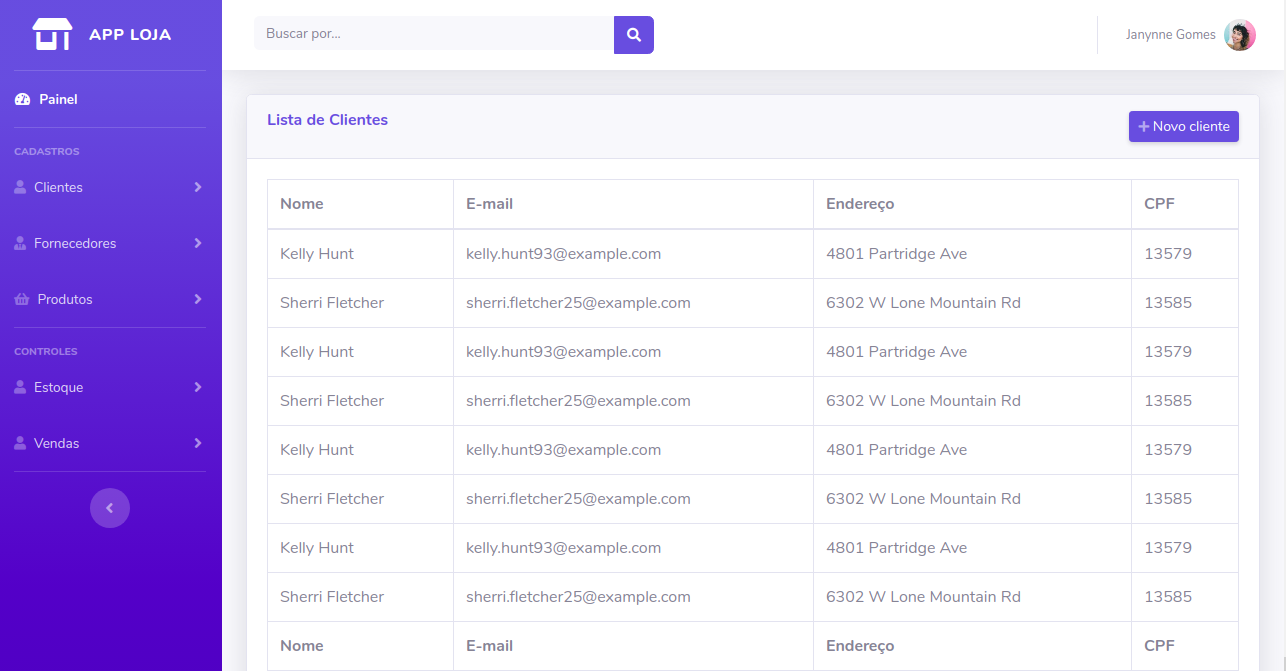 APP LOJA
Buscar por...
Janynne Gomes
Painel
CADASTROS
Clientes
Fornecedores
Produtos
CONTROLES
Estoque
Vendas
Lista de Clientes
Novo cliente
Nome E-mail Endereço CPF
Kelly Hunt kelly.hunt93@example.com 4801 Partridge Ave 13579
Sherri Fletcher sherri.fletcher25@example.com 6302 W Lone Mountain Rd 13585
Kelly Hunt kelly.hunt93@example.com 4801 Partridge Ave 13579
Sherri Fletcher sherri.fletcher25@example.com 6302 W Lone Mountain Rd 13585
Kelly Hunt kelly.hunt93@example.com 4801 Partridge Ave 13579
Sherri Fletcher sherri.fletcher25@example.com 6302 W Lone Mountain Rd 13585
Kelly Hunt kelly.hunt93@example.com 4801 Partridge Ave 13579
Sherri Fletcher sherri.fletcher25@example.com 6302 W Lone Mountain Rd 13585
Nome E-mail Endereço CPF